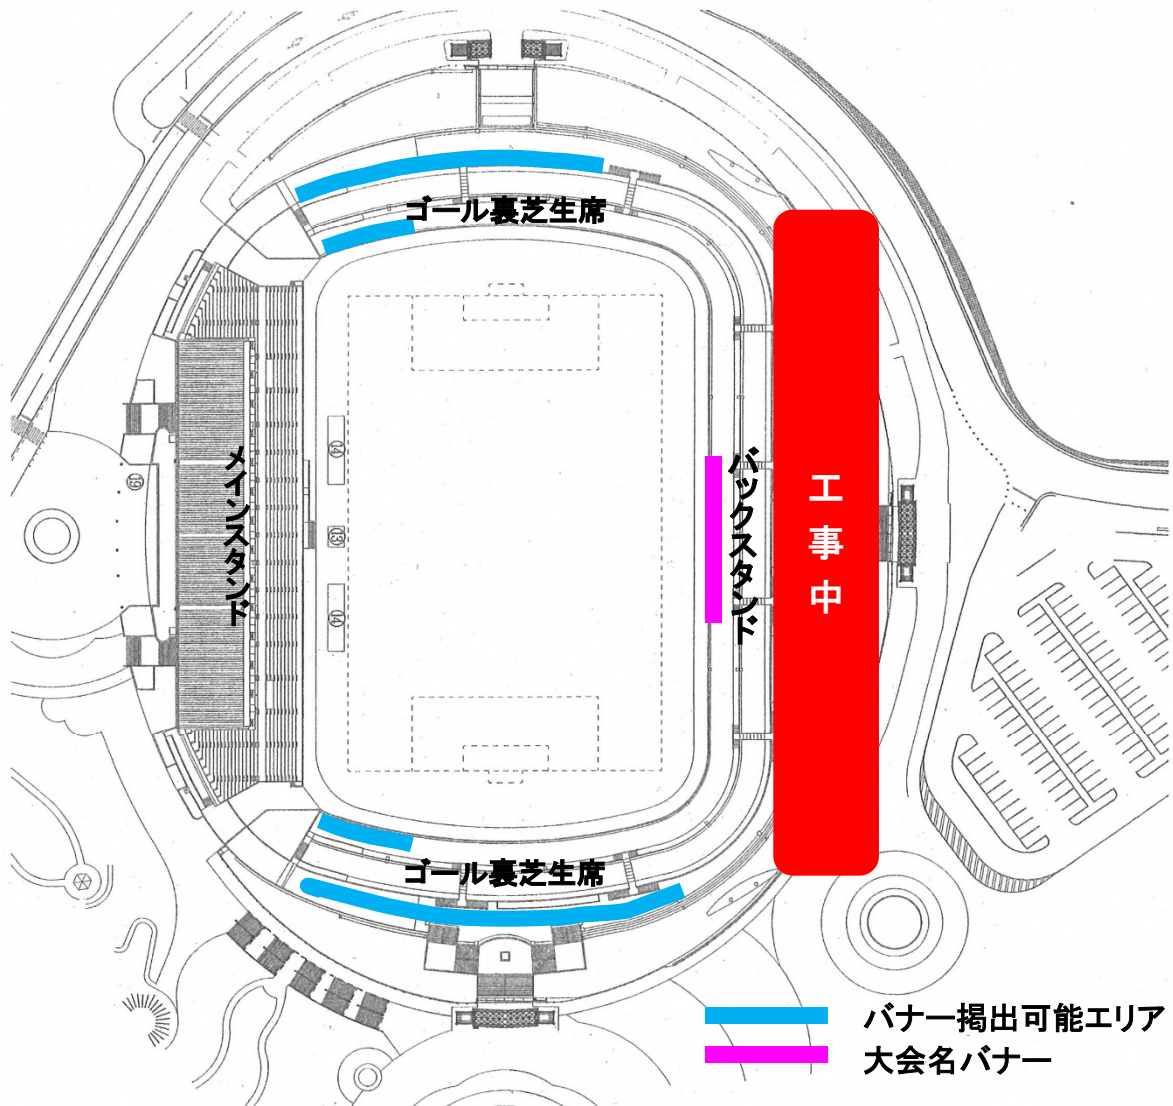 ゴール裏芝生席
メインスタンド
バックスタンド
工事中
ゴール裏芝生席
バナー掲出可能エリア
大会名バナー